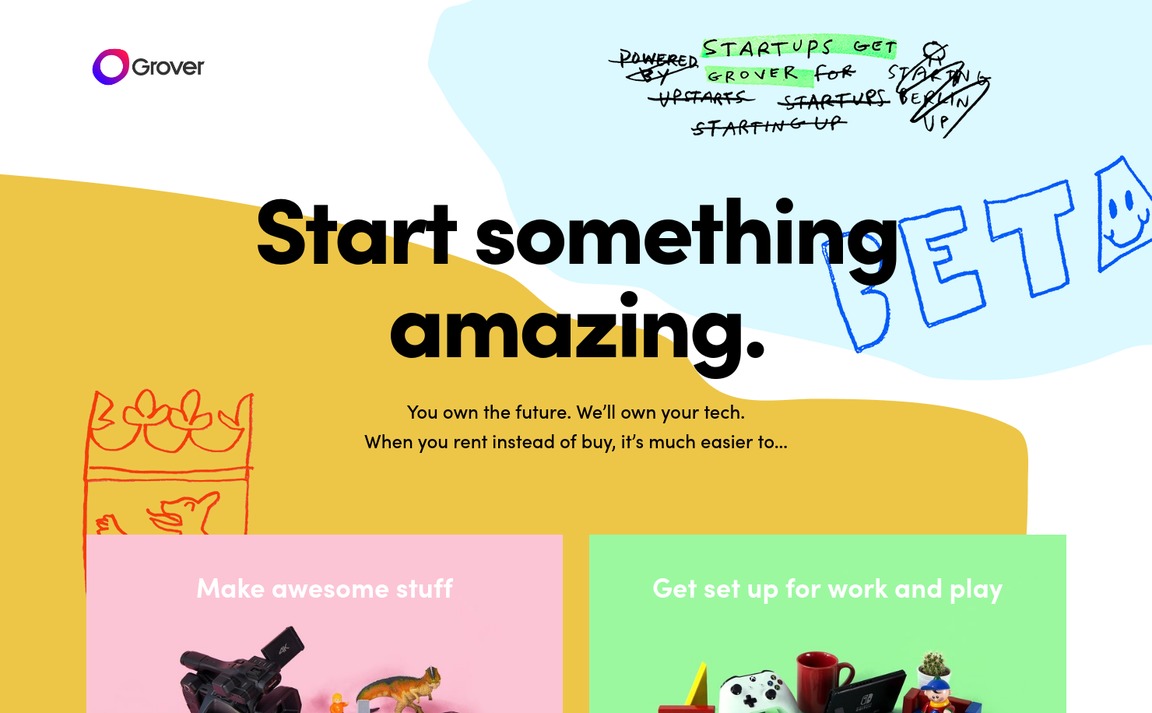 Grover
POWERED STARTUPS GET
BY GROVER FOR STARTING
UPSTARTS STARTUPS BERLIN
STARTING UP UP
BETA
Start something
amazing.
You own the future. We’ll own your tech.
When you rent instead of buy, it’s much easier to...
Make awesome stuff
Get set up for work and play
4K